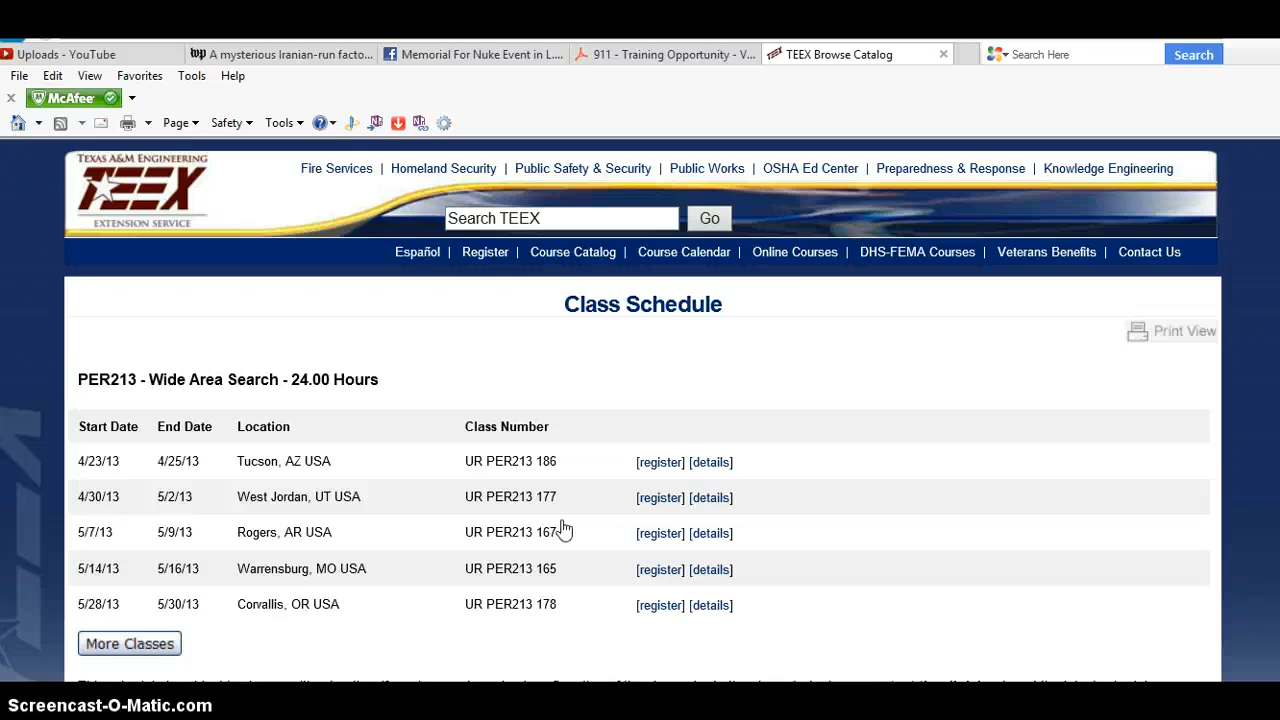 Uploads - YouTube
A mysterious Iranian-run facto...
Memorial For Nuke Event in L....
911 - Training Opportunity - V...
TEEX Browse Catalog
Search Here
Search
File Edit View Favorites Tools Help
McAfee
Page Safety Tools
TEXAS A&M ENGINEERING
TEEX
EXTENSION SERVICE
Fire Services | Homeland Security | Public Safety & Security | Public Works | OSHA Ed Center | Preparedness & Response | Knowledge Engineering
Search TEEX Go
Español | Register | Course Catalog | Course Calendar | Online Courses | DHS-FEMA Courses | Veterans Benefits | Contact Us
Class Schedule
Print View
PER213 - Wide Area Search - 24.00 Hours
Start Date End Date Location Class Number
4/23/13 4/25/13 Tucson, AZ USA UR PER213 186 [register] [details]
4/30/13 5/2/13 West Jordan, UT USA UR PER213 177 [register] [details]
5/7/13 5/9/13 Rogers, AR USA UR PER213 167 [register] [details]
5/14/13 5/16/13 Warrensburg, MO USA UR PER213 165 [register] [details]
5/28/13 5/30/13 Corvallis, OR USA UR PER213 178 [register] [details]
More Classes
Screencast-O-Matic.com